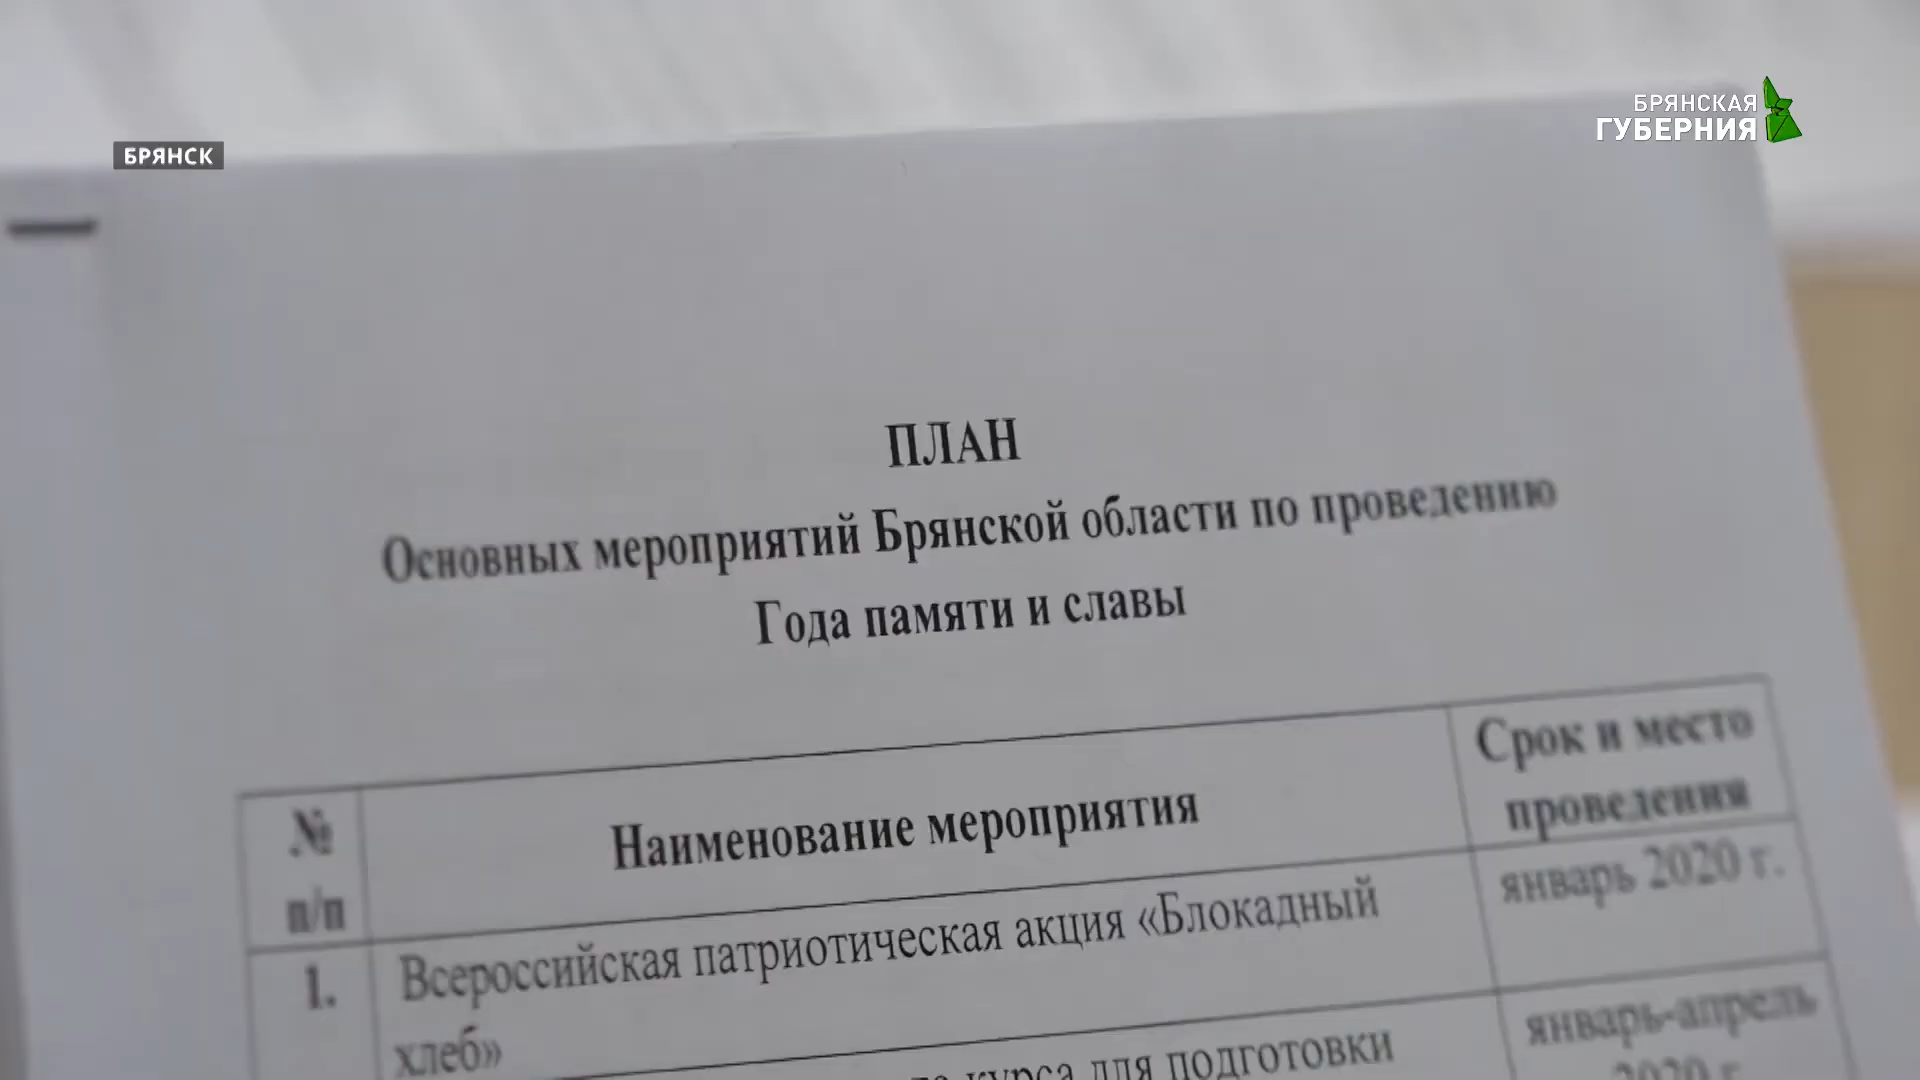 БРЯНСКАЯ
ГУБЕРНИЯ
БРЯНСК
ПЛАН
Основных мероприятий Брянской области по проведению
Года памяти и славы
№
п/п
Наименование мероприятия
Срок и место
проведения
1.
Всероссийская патриотическая акция «Блокадный
хлеб»
январь 2020 г.
курса для подготовки
январь-апрель
2020 г.